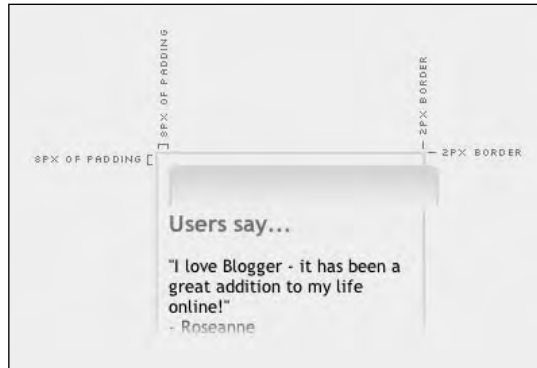 8PX OF PADDING
2PX BORDER
8PX OF PADDING
2PX BORDER
Users say...
"I love Blogger - it has been a
great addition to my life
online!"
- Roseanne